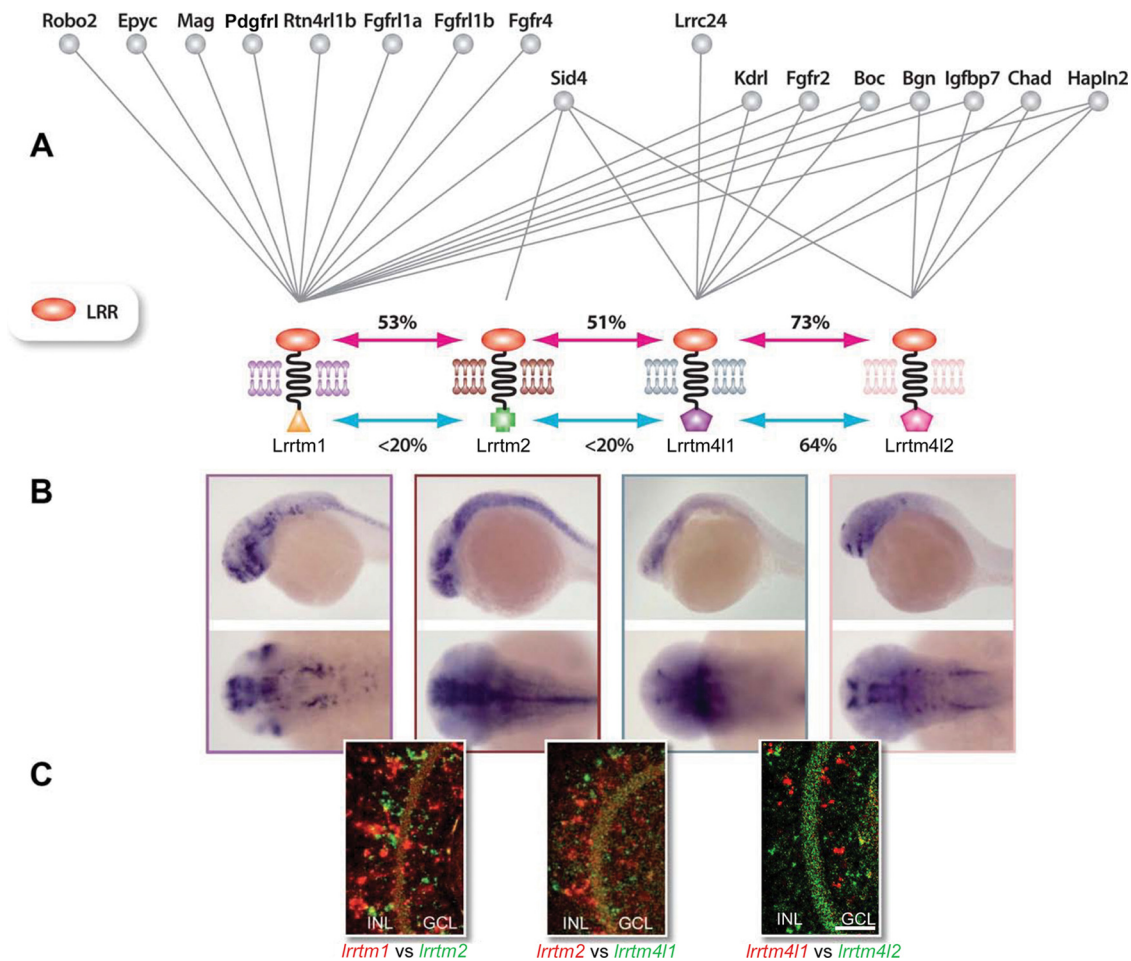 Robo2 Epyc Mag Pdgfrl Rtn4rl1b Fgfrl1a Fgfrl1b Fgfr4 Lrrc24
Sid4 Kdrl Fgfr2 Boc Bgn Igfbp7 Chad Hapln2
A
LRR
53% 51% 73%
Lrrtm1 <20% Lrrtm2 <20% Lrrtm4l1 64% Lrrtm4l2
B
C
INL GCL INL GCL INL GCL
lrrtm1 vs lrrtm2 lrrtm2 vs lrrtm4l1 lrrtm4l1 vs lrrtm4l2